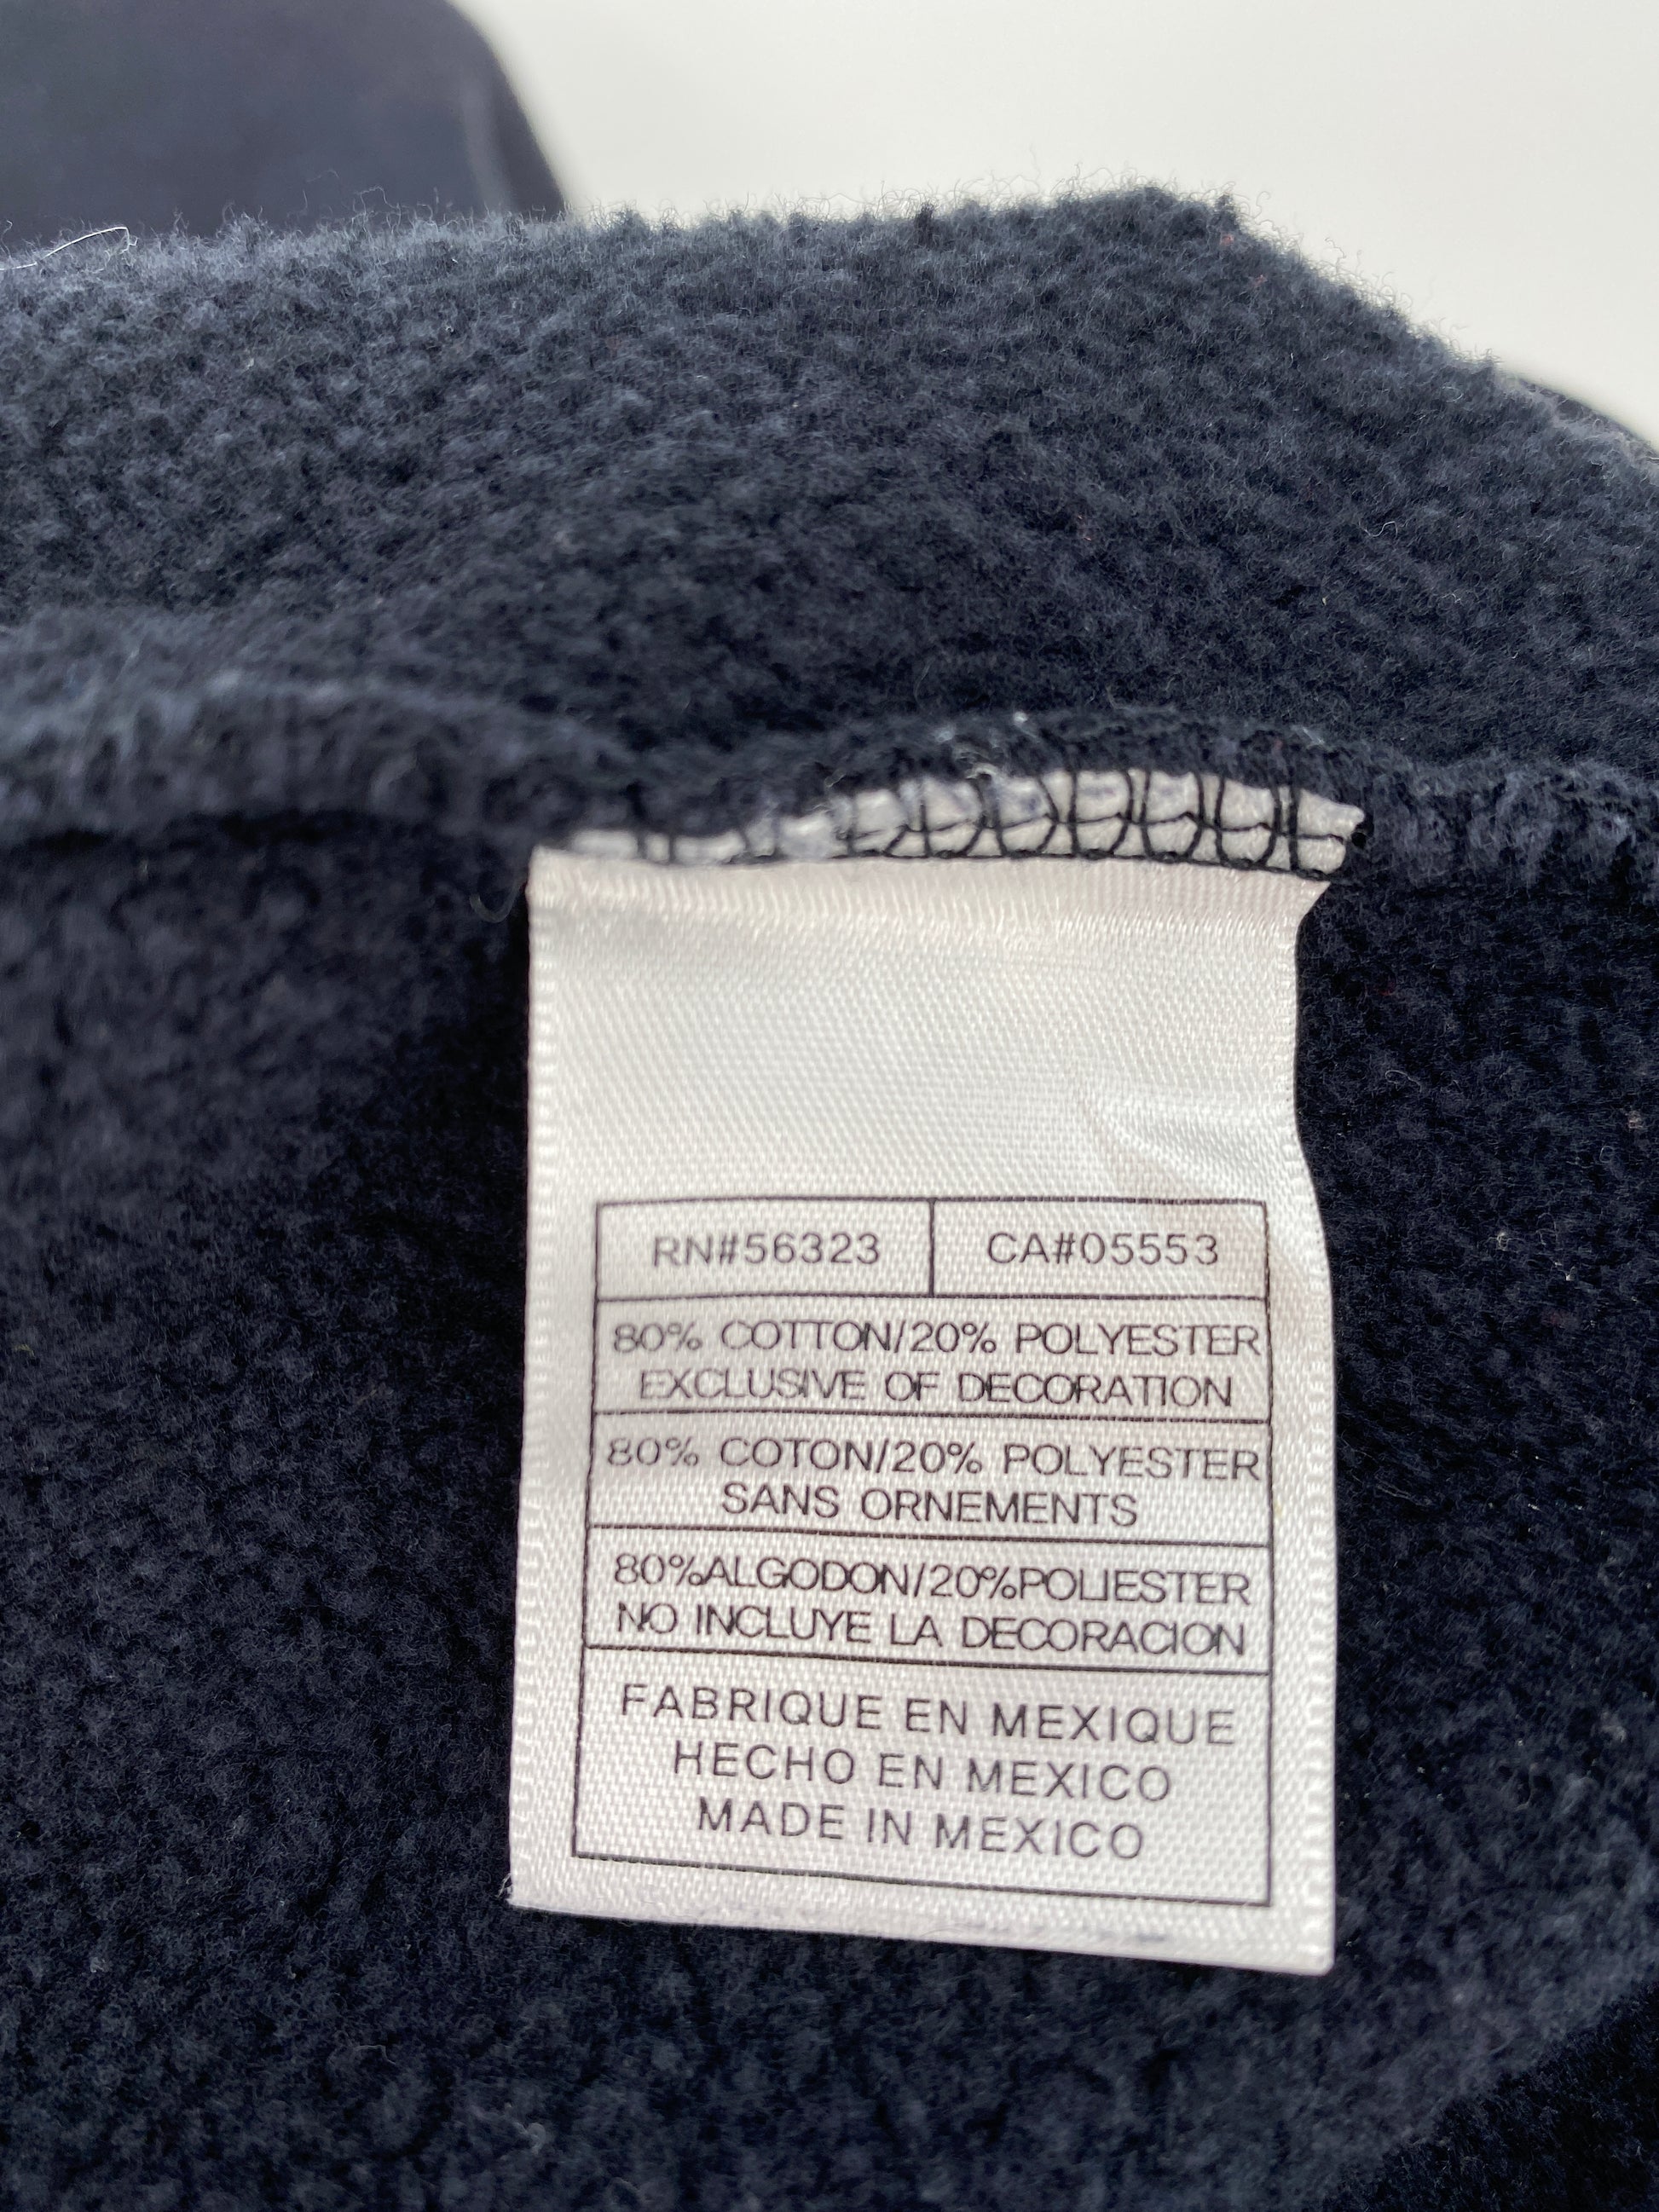 RN#56323 CA#05553
80% COTTON/20% POLYESTER
EXCLUSIVE OF DECORATION
80% COTON/20% POLYESTER
SANS ORNEMENTS
80%ALGODON/20%POLIESTER
NO INCLUYE LA DECORACION
FABRIQUE EN MEXIQUE
HECHO EN MEXICO
MADE IN MEXICO